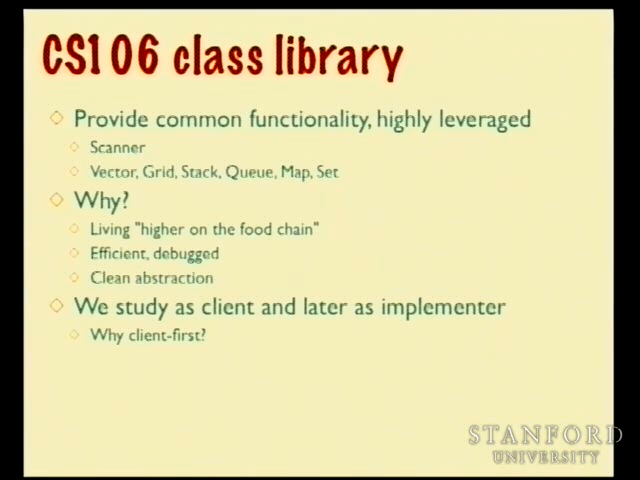 CS106 class library
Provide common functionality, highly leveraged
Scanner
Vector, Grid, Stack, Queue, Map, Set
Why?
Living "higher on the food chain"
Efficient, debugged
Clean abstraction
We study as client and later as implementer
Why client-first?
STANFORD
UNIVERSITY